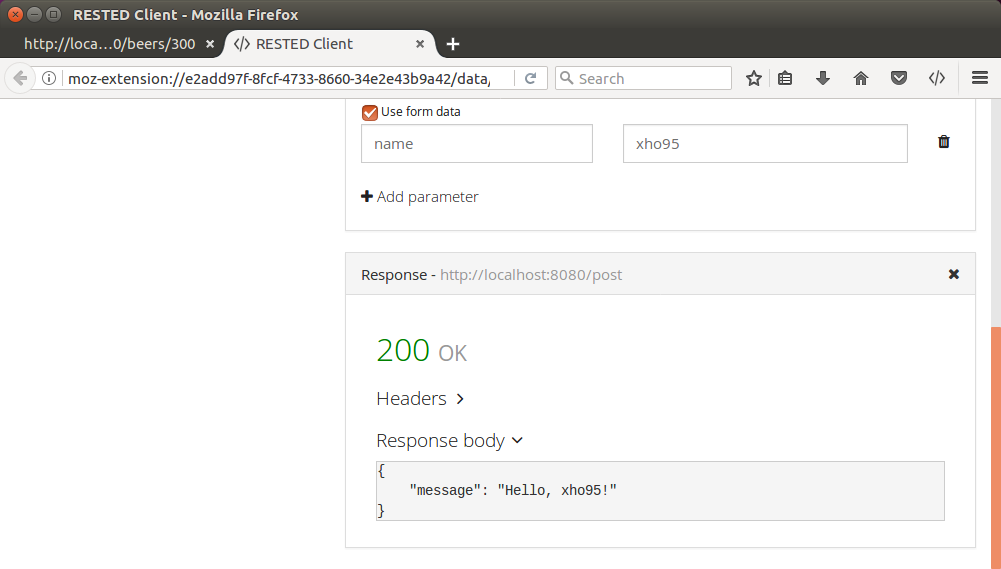 RESTED Client - Mozilla Firefox
http://loca...0/beers/300
</> RESTED Client
moz-extension://e2add97f-8fcf-4733-8660-34e2e43b9a42/data,
Search
Use form data
name
xho95
Add parameter
Response - http://localhost:8080/post
200 OK
Headers
Response body
{
"message": "Hello, xho95!"
}